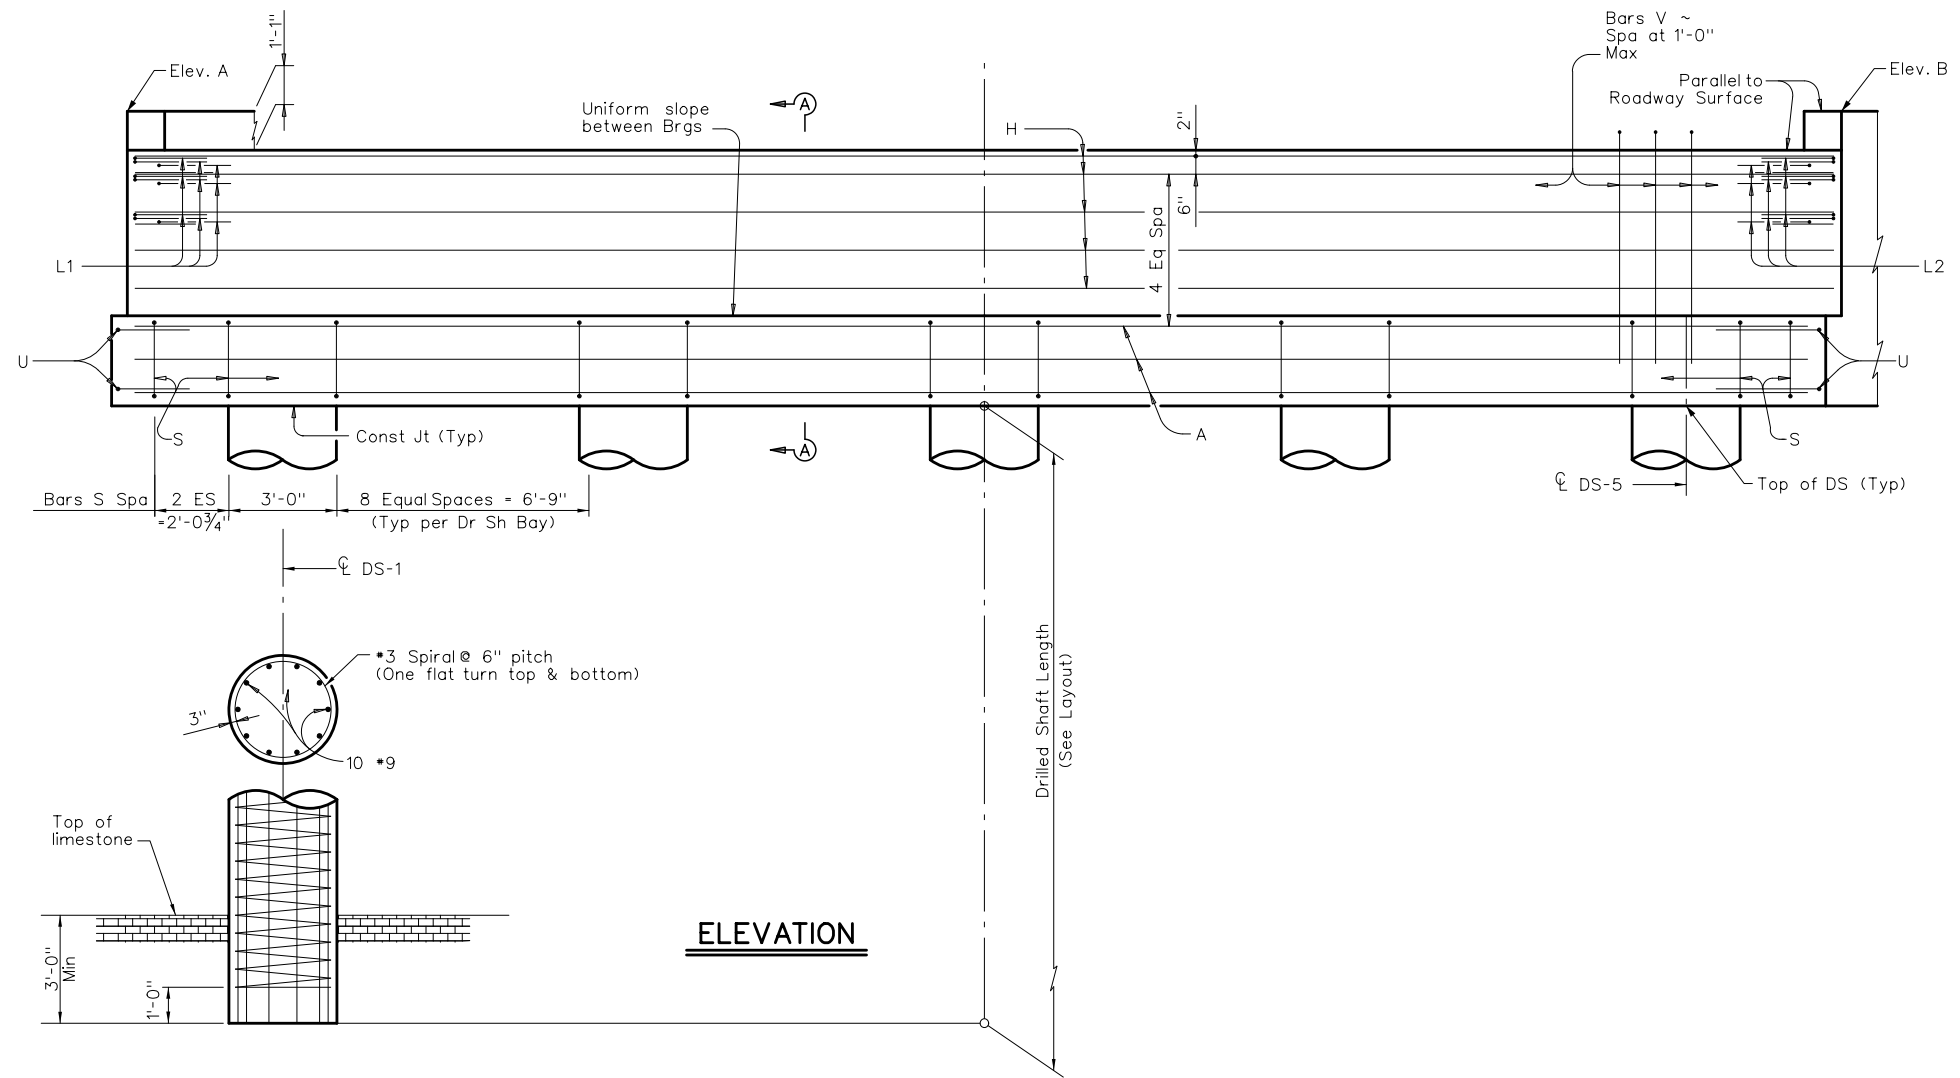 1'-1"
Elev. A
A
Uniform slope
between Brgs
H
2"
6"
4 Eq Spa
Bars V ~
Spa at 1'-0"
Max
Parallel to
Roadway Surface
Elev. B
L1
L2
U
U
S
Const Jt (Typ)
A
A
S
Bars S Spa
2 ES
=2'-0¾"
3'-0"
8 Equal Spaces = 6'-9"
(Typ per Dr Sh Bay)
℄ DS-5
Top of DS (Typ)
℄ DS-1
#3 Spiral @ 6" pitch
(One flat turn top & bottom)
3"
10 #9
Drilled Shaft Length
(See Layout)
Top of
limestone
3'-0"
Min
1'-0"
ELEVATION